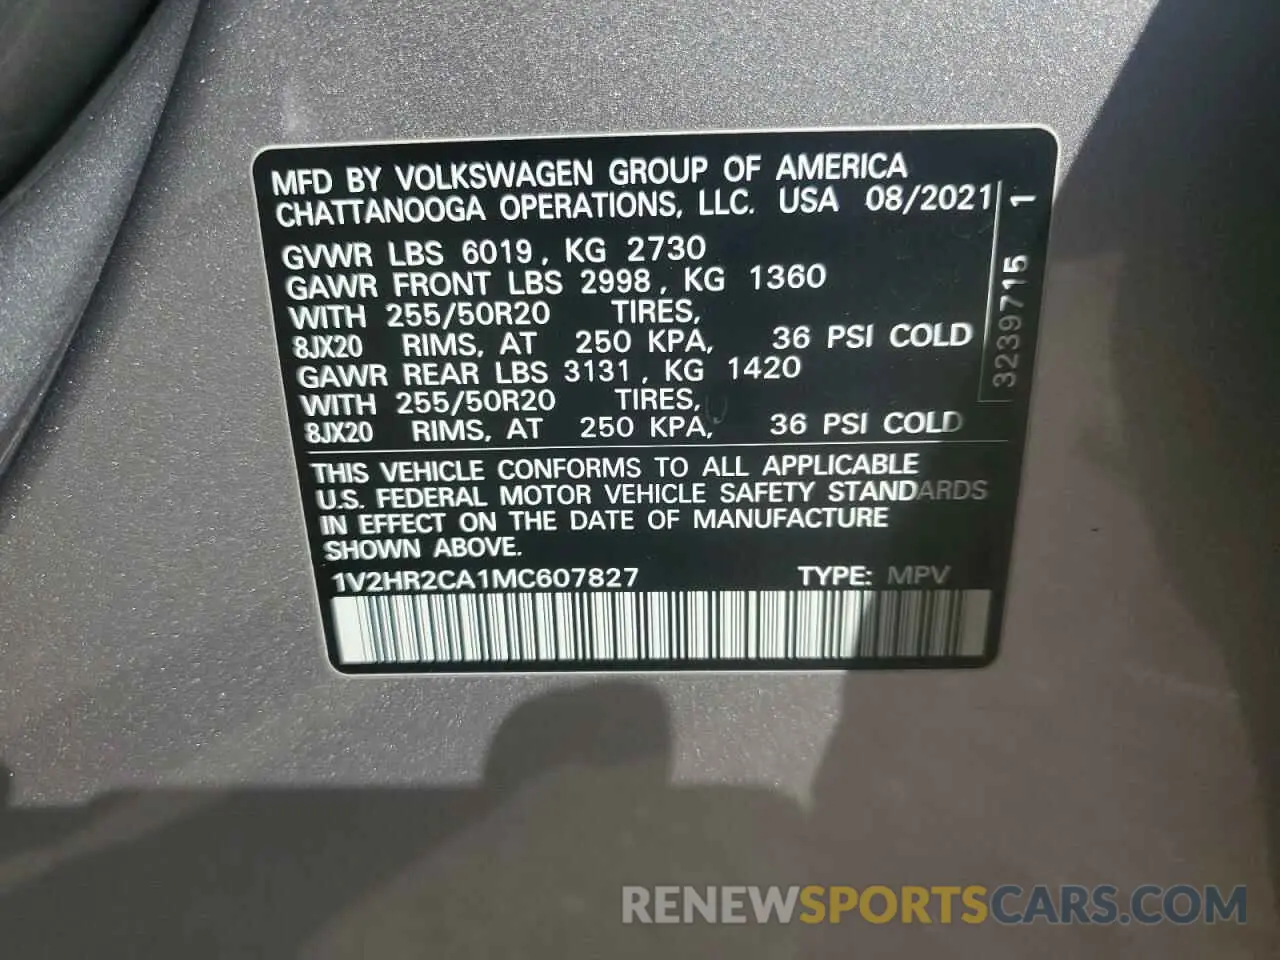 MFD BY VOLKSWAGEN GROUP OF AMERICA
CHATTANOOGA OPERATIONS, LLC. USA 08/2021
GVWR LBS 6019, KG 2730
GAWR FRONT LBS 2998, KG 1360
WITH 255/50R20 TIRES,
8JX20 RIMS, AT 250 KPA, 36 PSI COLD
GAWR REAR LBS 3131, KG 1420
WITH 255/50R20 TIRES,
8JX20 RIMS, AT 250 KPA, 36 PSI COLD
3239715 1
THIS VEHICLE CONFORMS TO ALL APPLICABLE
U.S. FEDERAL MOTOR VEHICLE SAFETY STANDARDS
IN EFFECT ON THE DATE OF MANUFACTURE
SHOWN ABOVE.
1V2HR2CA1MC607827 TYPE: MPV
RENEWSPORTSCARS.COM